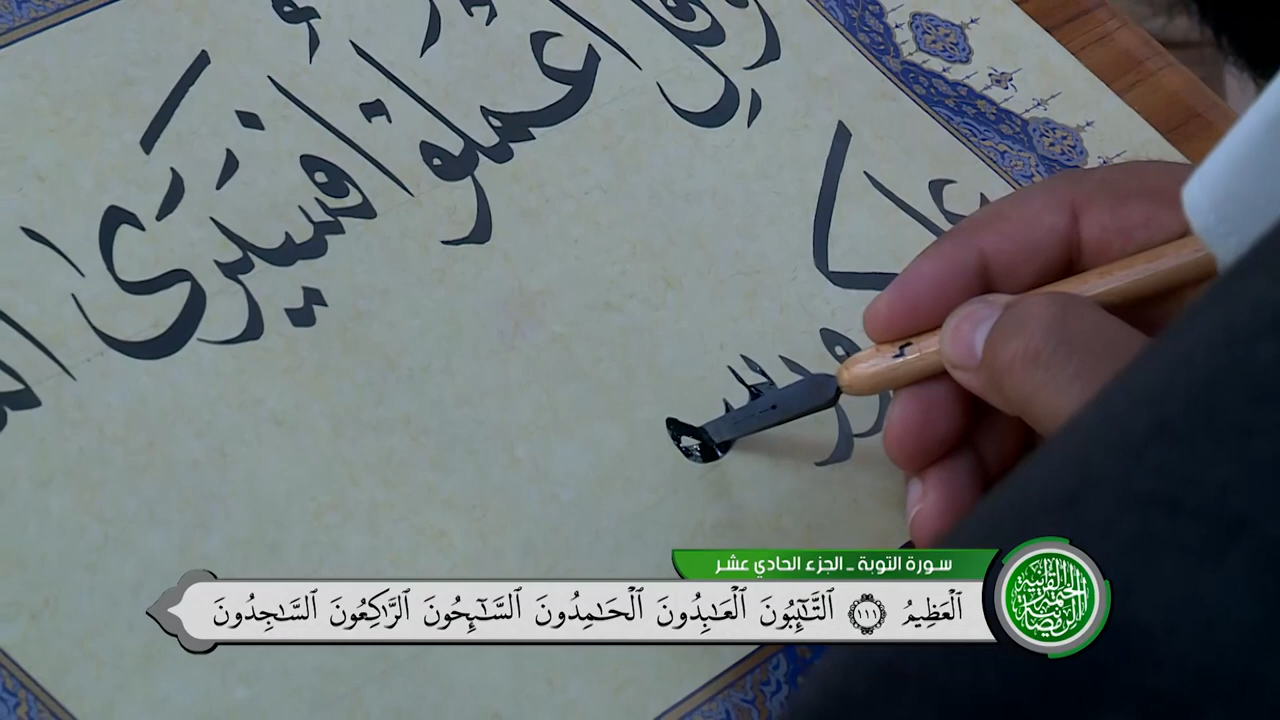 وقل اعملوا فسيرى
سورة التوبة ـ الجزء الحادي عشر
ٱلۡعَظِيمُ ١١١ ٱلتَّٰٓئِبُونَ ٱلۡعَٰبِدُونَ ٱلۡحَٰمِدُونَ ٱلسَّٰٓئِحُونَ ٱلرَّٰكِعُونَ ٱلسَّٰجِدُونَ